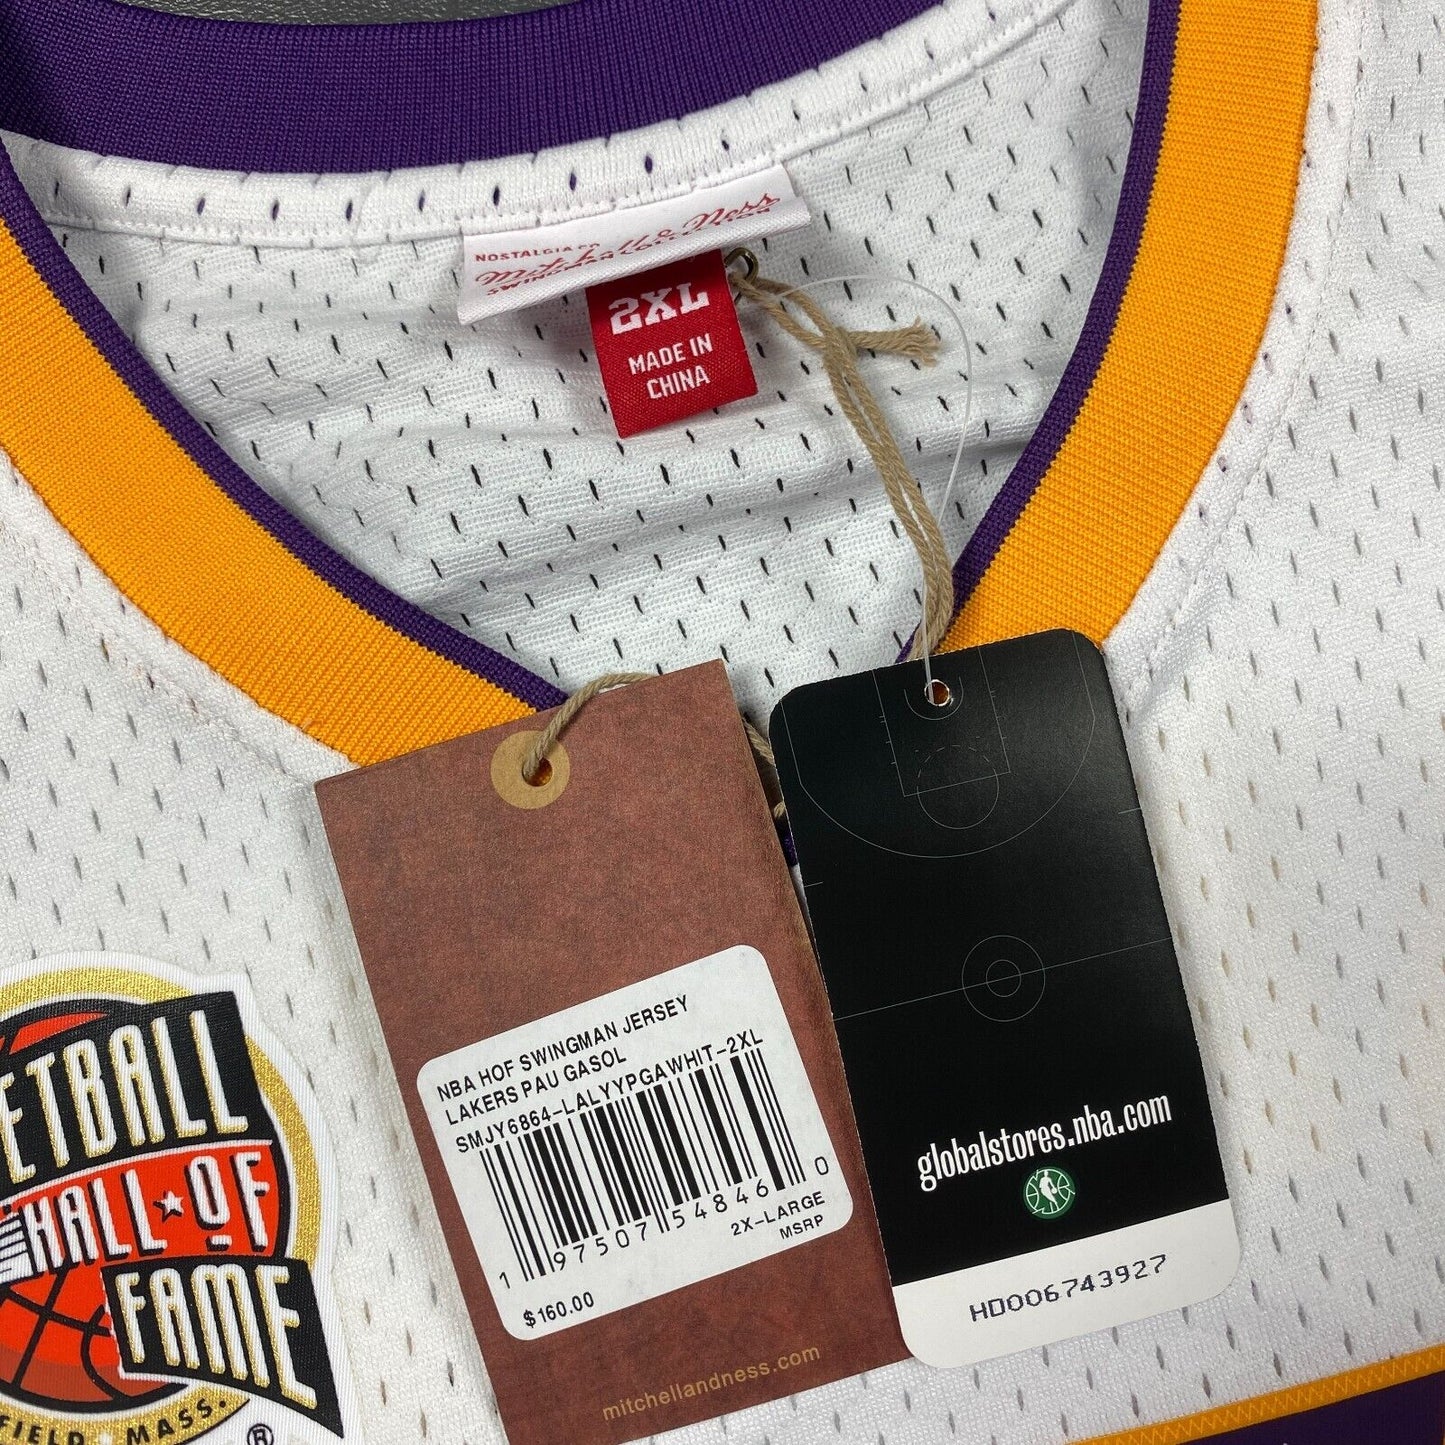 NOSTALGIA CO.
Mitchell & Ness
SWINGMAN COLLECTION
2XL
MADE IN
CHINA
NBA HOF SWINGMAN JERSEY
LAKERS PAU GASOL
SMJY6864-LALYYPGAWHIT-2XL
1 97507 54846 0
2X-LARGE
MSRP
$160.00
mitchellandness.com
globalstores.nba.com
HD006743927
ETBALL
HALL OF
FAME
FIELD MASS.
®